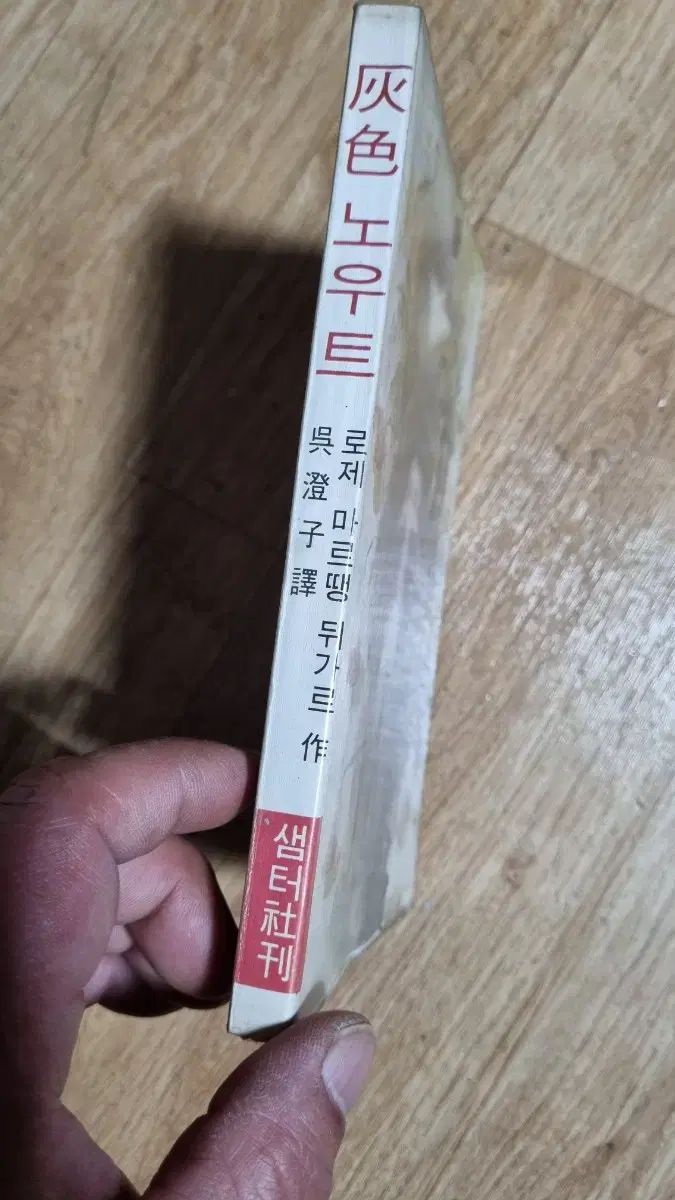 灰色 노우트
로제 마르땡 뒤가르 作
吳澄子 譯
샘터社刊